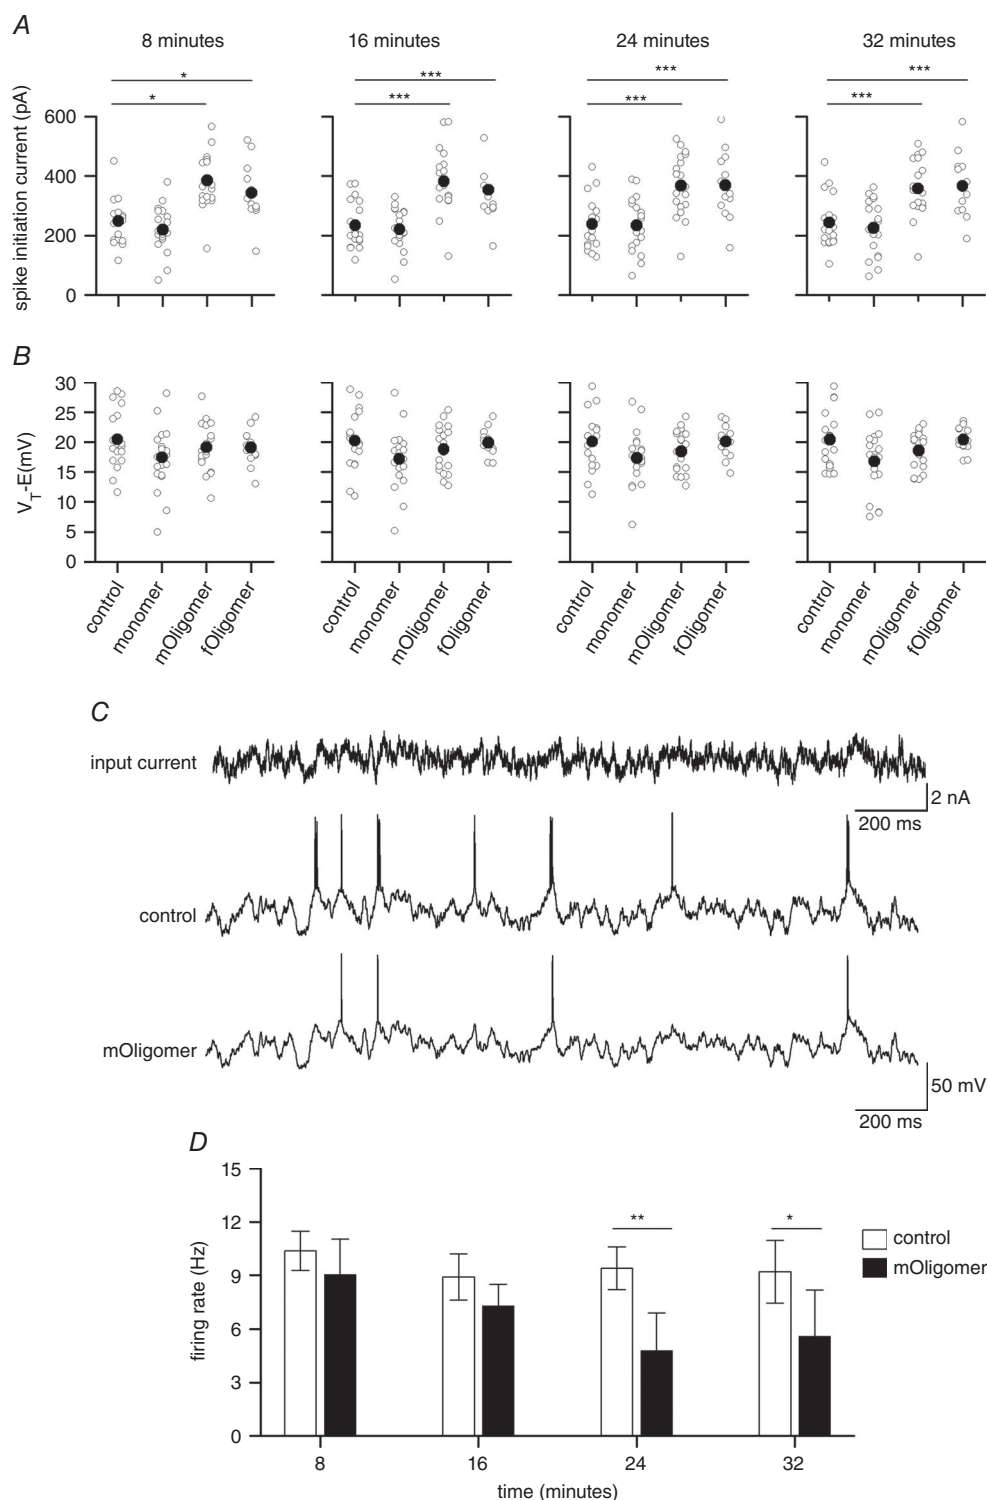 A
8 minutes 16 minutes 24 minutes 32 minutes
* *** *** ***
* *** *** ***
spike initiation current (pA)
600
400
200
0
B
V_T-E(mV)
30
25
20
15
10
5
0
control monomer mOligomer fOligomer control monomer mOligomer fOligomer control monomer mOligomer fOligomer control monomer mOligomer fOligomer
C
input current
2 nA
200 ms
control
mOligomer
50 mV
200 ms
D
firing rate (Hz)
15
12
9
6
3
0
** *
control
mOligomer
8 16 24 32
time (minutes)